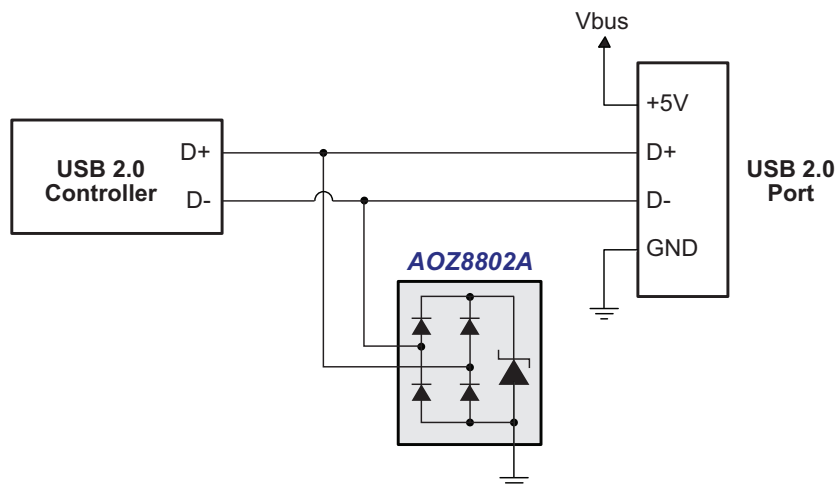 Vbus
+5V
D+
D-
GND
USB 2.0
Port
USB 2.0
Controller
D+
D-
AOZ8802A